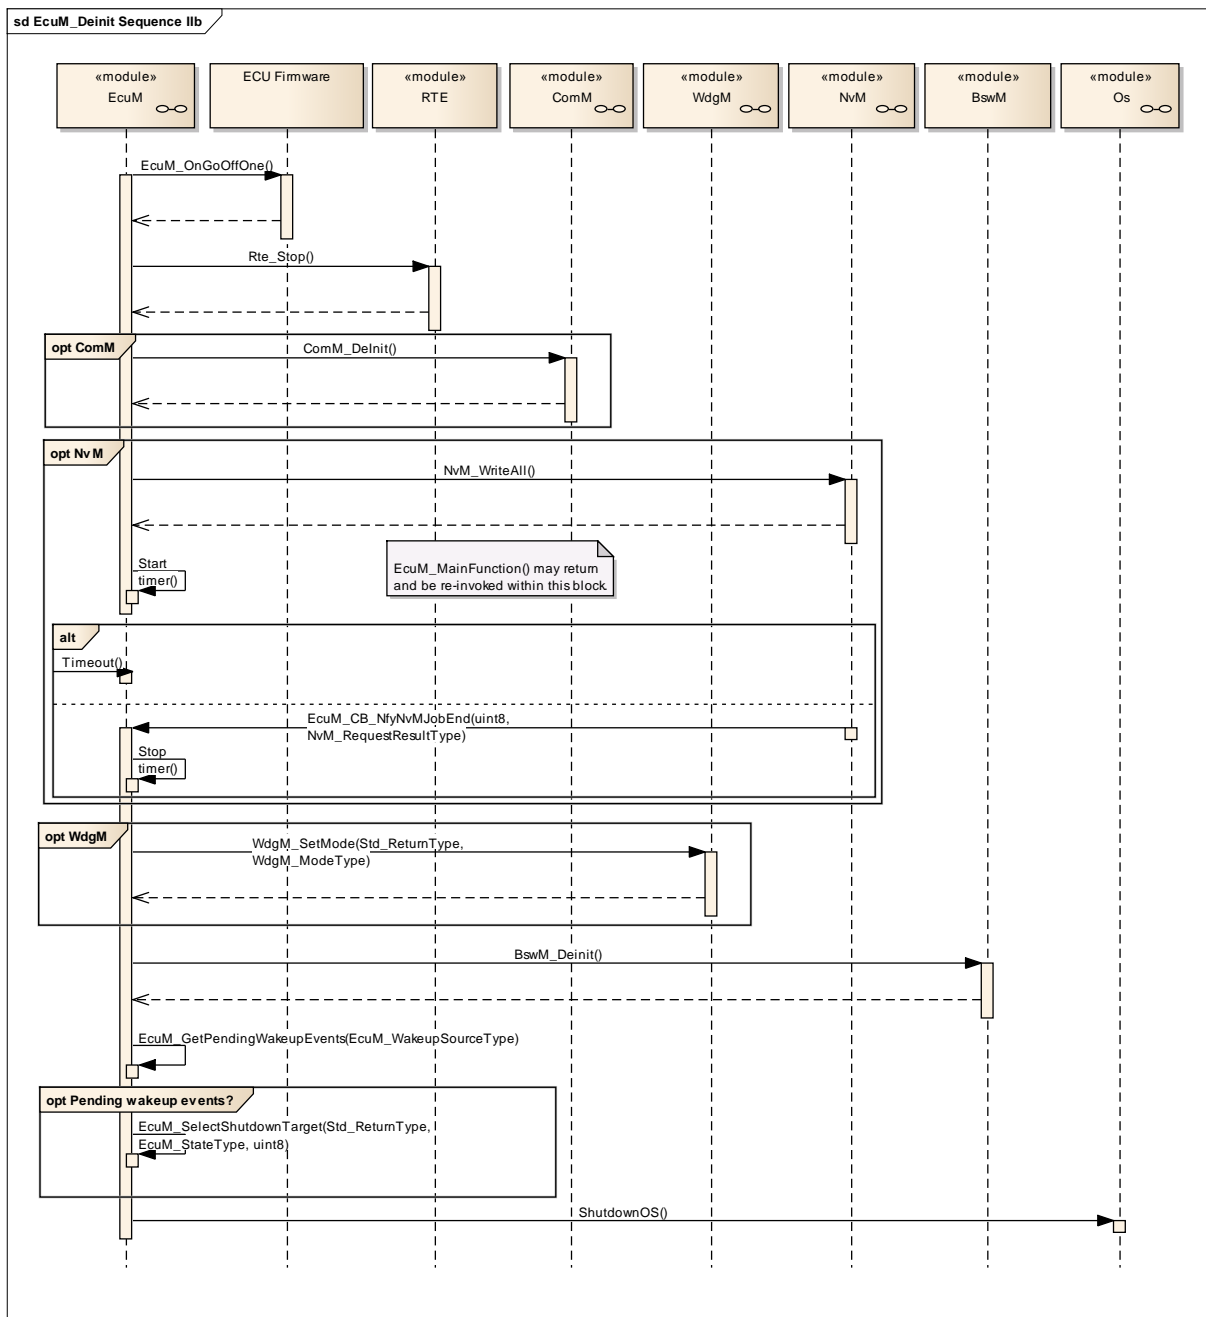 sd EcuM_Deinit Sequence IIb
«module»
EcuM
ECU Firmware
«module»
RTE
«module»
ComM
«module»
WdgM
«module»
NvM
«module»
BswM
«module»
Os
EcuM_OnGoOffOne()
Rte_Stop()
opt ComM
ComM_DeInit()
opt NvM
NvM_WriteAll()
Start
timer()
EcuM_MainFunction() may return
and be re-invoked within this block.
alt
Timeout()
EcuM_CB_NfyNvMJobEnd(uint8,
NvM_RequestResultType)
Stop
timer()
opt WdgM
WdgM_SetMode(Std_ReturnType,
WdgM_ModeType)
BswM_Deinit()
EcuM_GetPendingWakeupEvents(EcuM_WakeupSourceType)
opt Pending wakeup events?
EcuM_SelectShutdownTarget(Std_ReturnType,
EcuM_StateType, uint8)
ShutdownOS()